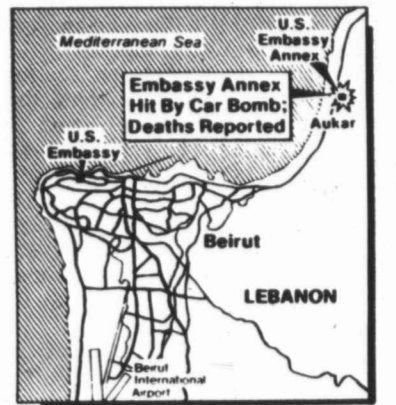 Mediterranean Sea
U.S.
Embassy
Annex
Embassy Annex
Hit By Car Bomb;
Deaths Reported
Aukar
U.S.
Embassy
Beirut
LEBANON
Beirut
International
Airport